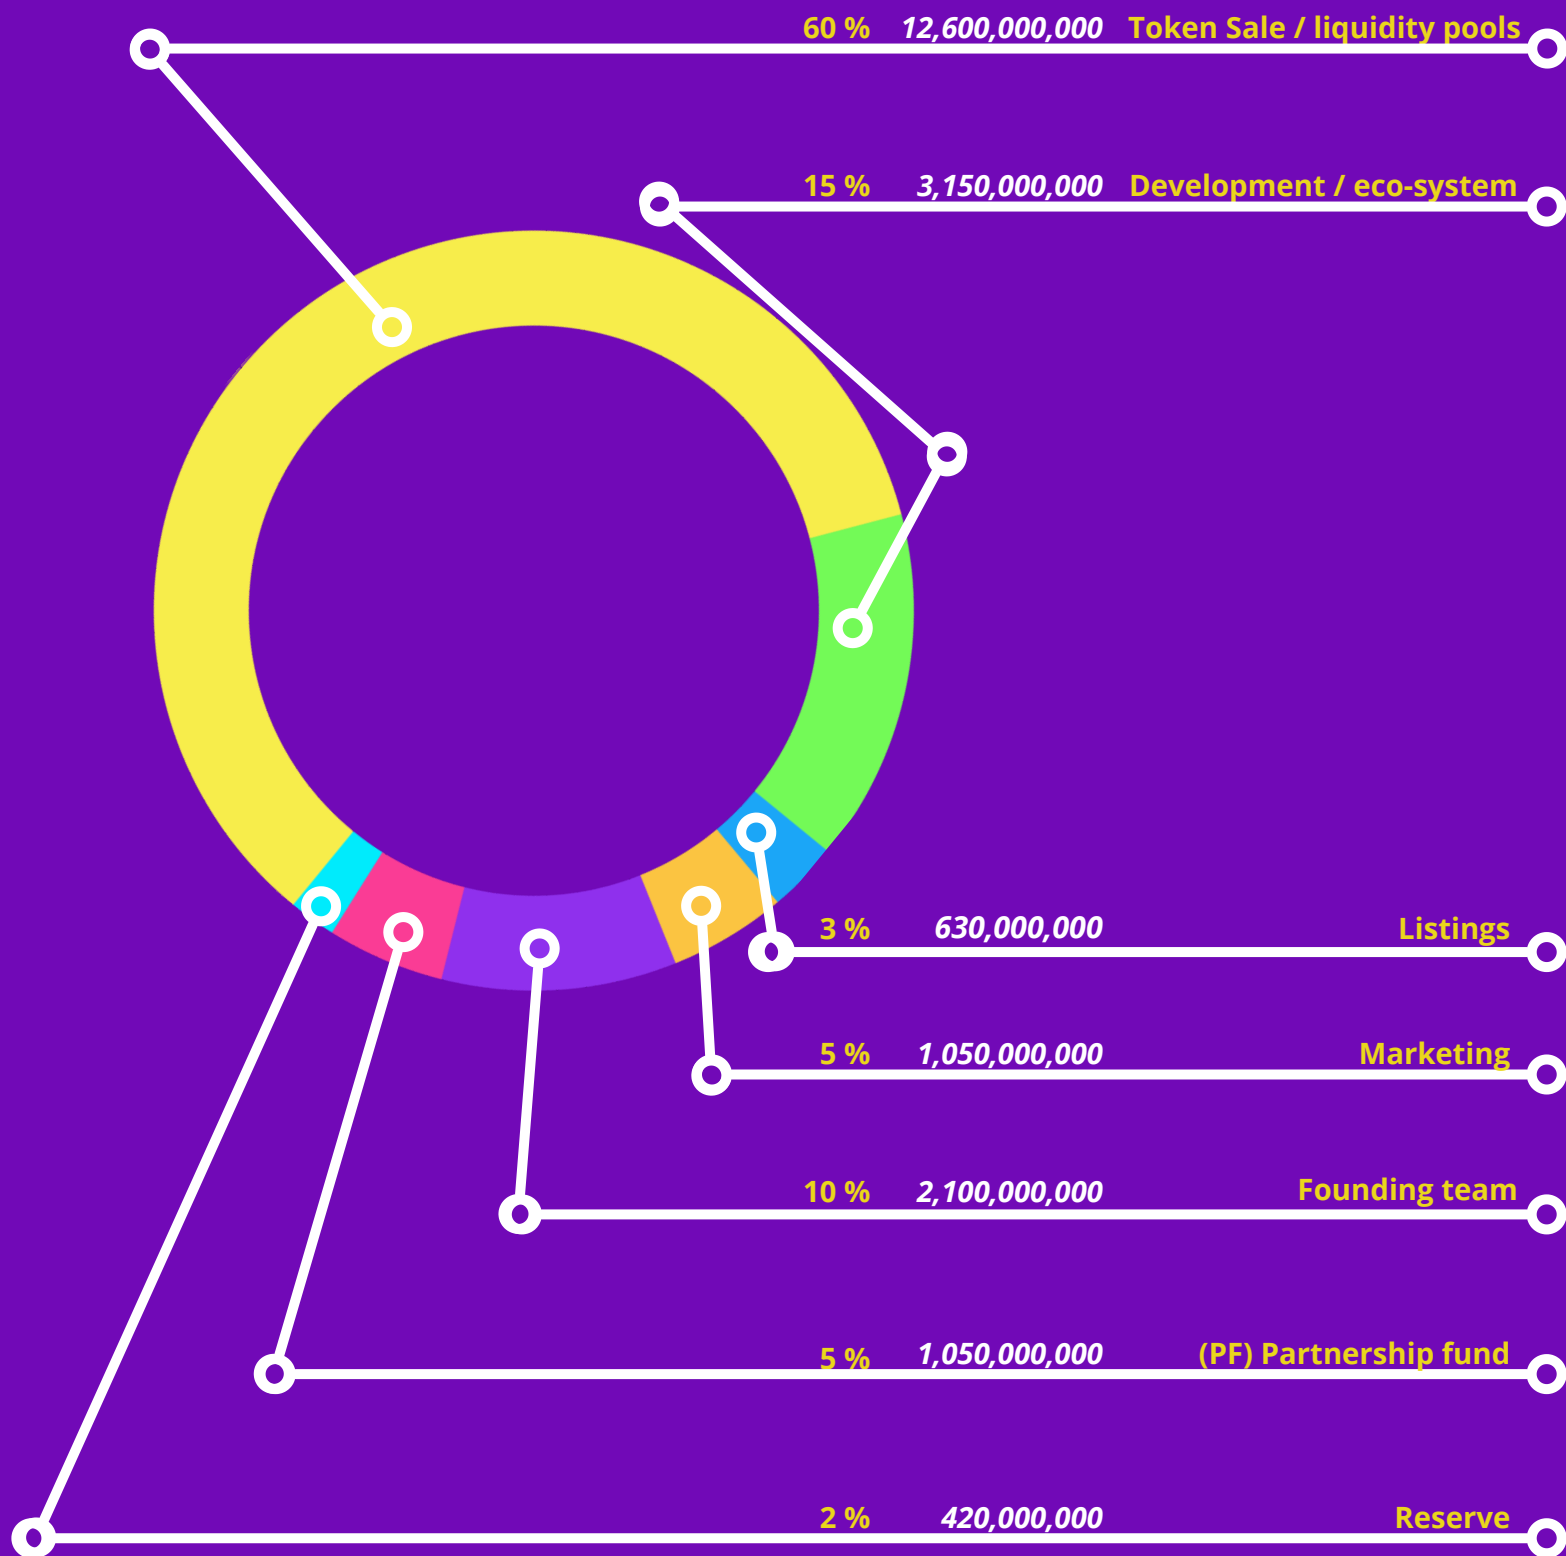 60 % 12,600,000,000 Token Sale / liquidity pools
15 % 3,150,000,000 Development / eco-system
3 % 630,000,000 Listings
5 % 1,050,000,000 Marketing
10 % 2,100,000,000 Founding team
5 % 1,050,000,000 (PF) Partnership fund
2 % 420,000,000 Reserve